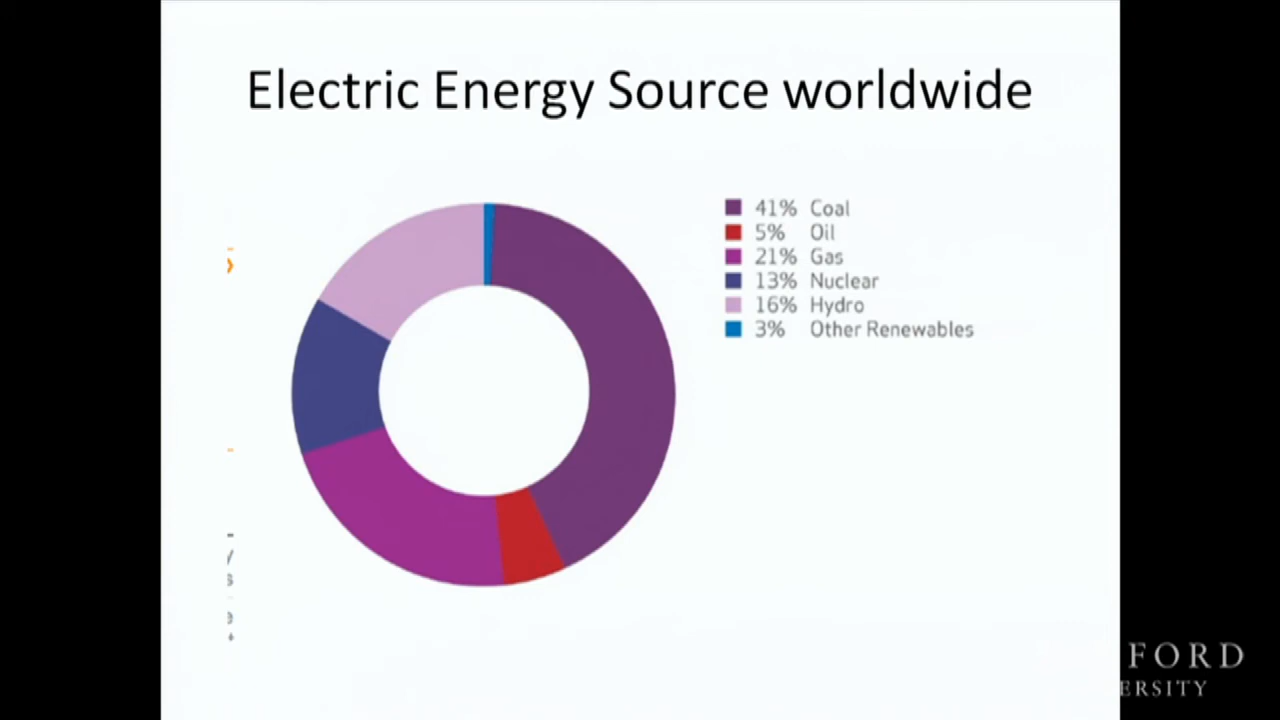 Electric Energy Source worldwide
41% Coal
5% Oil
21% Gas
13% Nuclear
16% Hydro
3% Other Renewables
FORD
ERSITY